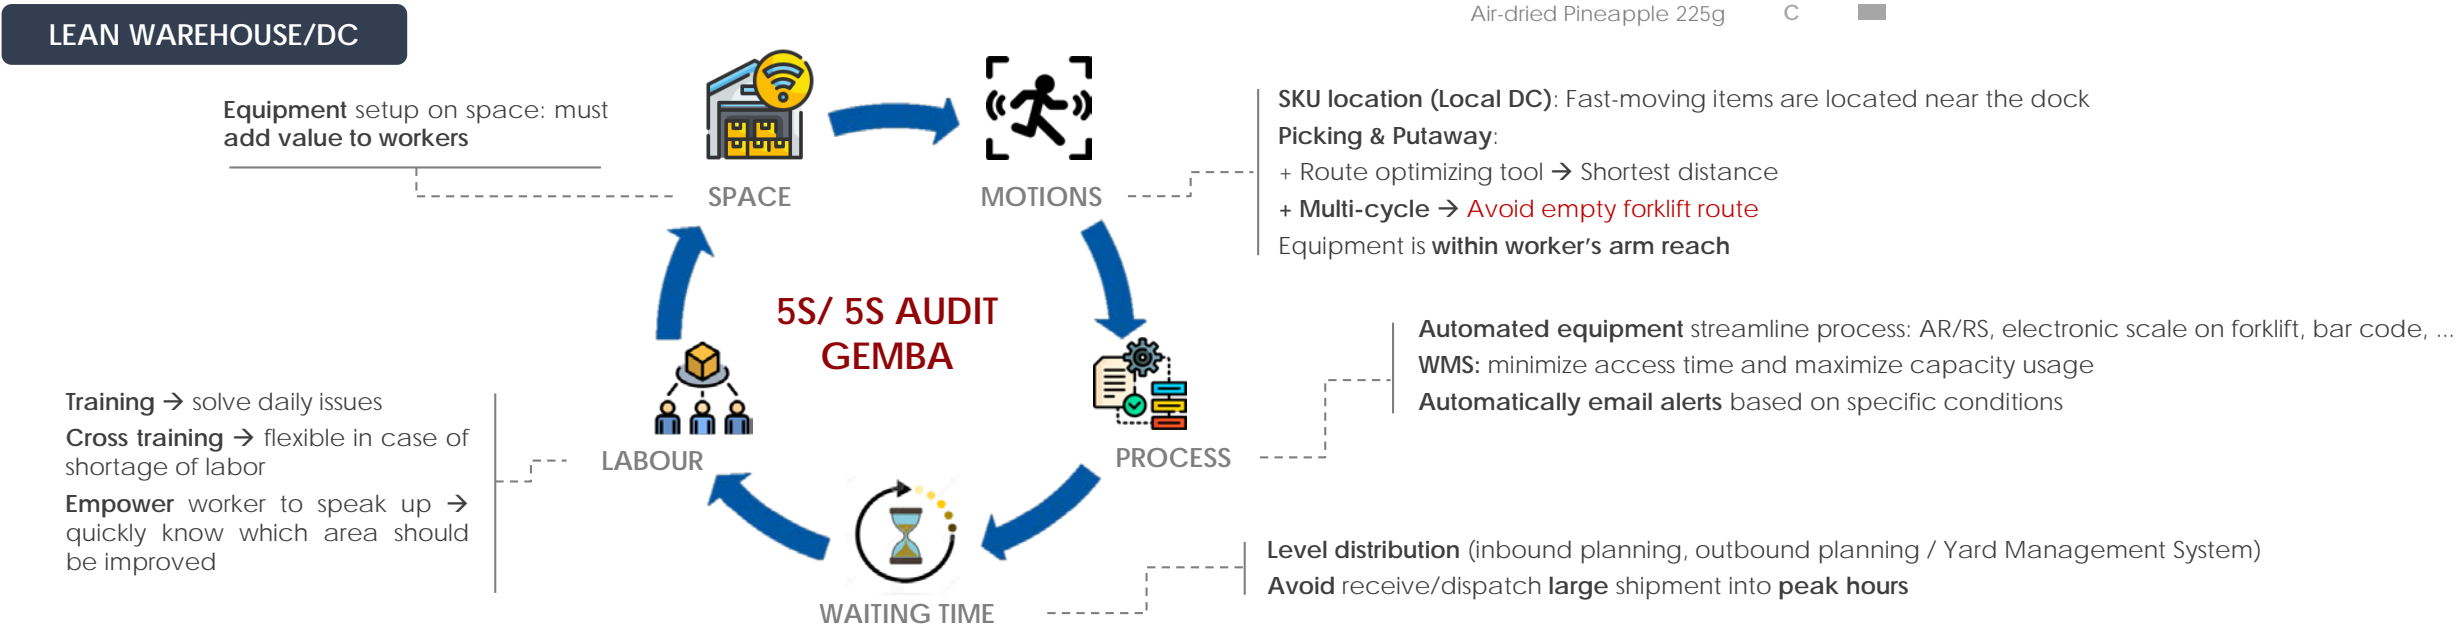 Air-dried Pineapple 225g C
LEAN WAREHOUSE/DC
Equipment setup on space: must
add value to workers
SPACE
MOTIONS
SKU location (Local DC): Fast-moving items are located near the dock
Picking & Putaway:
+ Route optimizing tool → Shortest distance
+ Multi-cycle → Avoid empty forklift route
Equipment is within worker's arm reach
5S/ 5S AUDIT
GEMBA
Automated equipment streamline process: AR/RS, electronic scale on forklift, bar code, ...
WMS: minimize access time and maximize capacity usage
Automatically email alerts based on specific conditions
PROCESS
Training → solve daily issues
Cross training → flexible in case of
shortage of labor
Empower worker to speak up →
quickly know which area should
be improved
LABOUR
Level distribution (inbound planning, outbound planning / Yard Management System)
Avoid receive/dispatch large shipment into peak hours
WAITING TIME